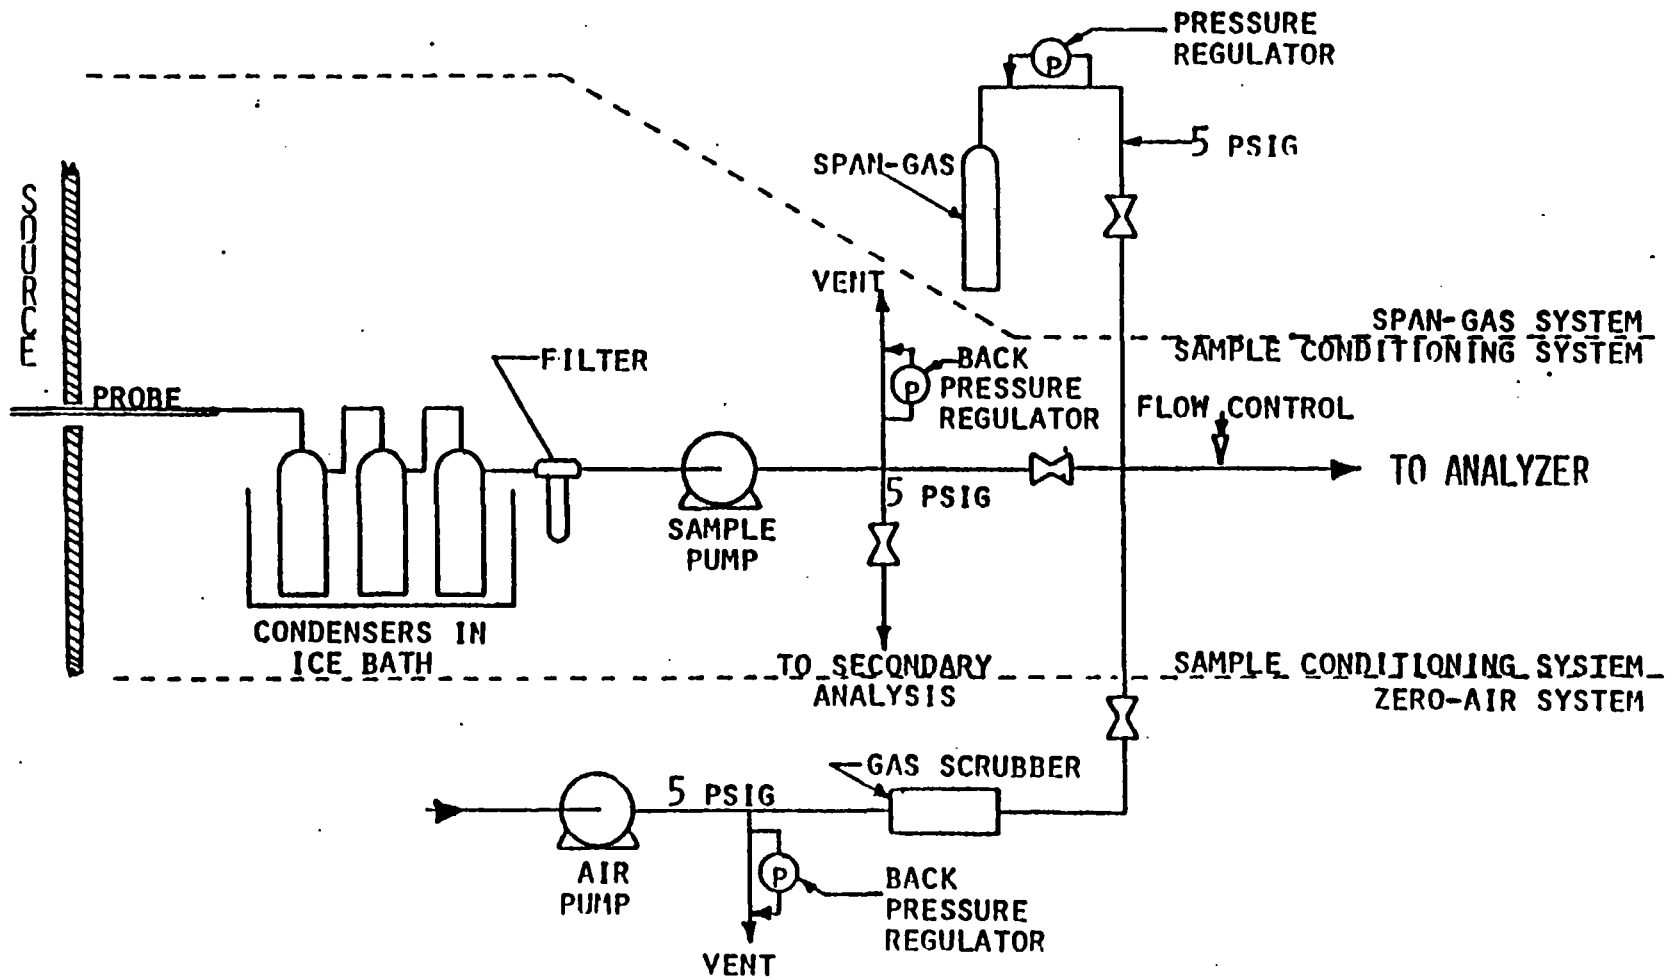 PRESSURE
REGULATOR
P
5 PSIG
SPAN-GAS
SOURCE
VENT
SPAN-GAS SYSTEM
SAMPLE CONDITIONING SYSTEM
FILTER
BACK
PRESSURE
REGULATOR
P
PROBE
FLOW CONTROL
TO ANALYZER
5 PSIG
SAMPLE
PUMP
CONDENSERS IN
ICE BATH
TO SECONDARY
ANALYSIS
SAMPLE CONDITIONING SYSTEM
ZERO-AIR SYSTEM
GAS SCRUBBER
5 PSIG
AIR
PUMP
P
BACK
PRESSURE
REGULATOR
VENT